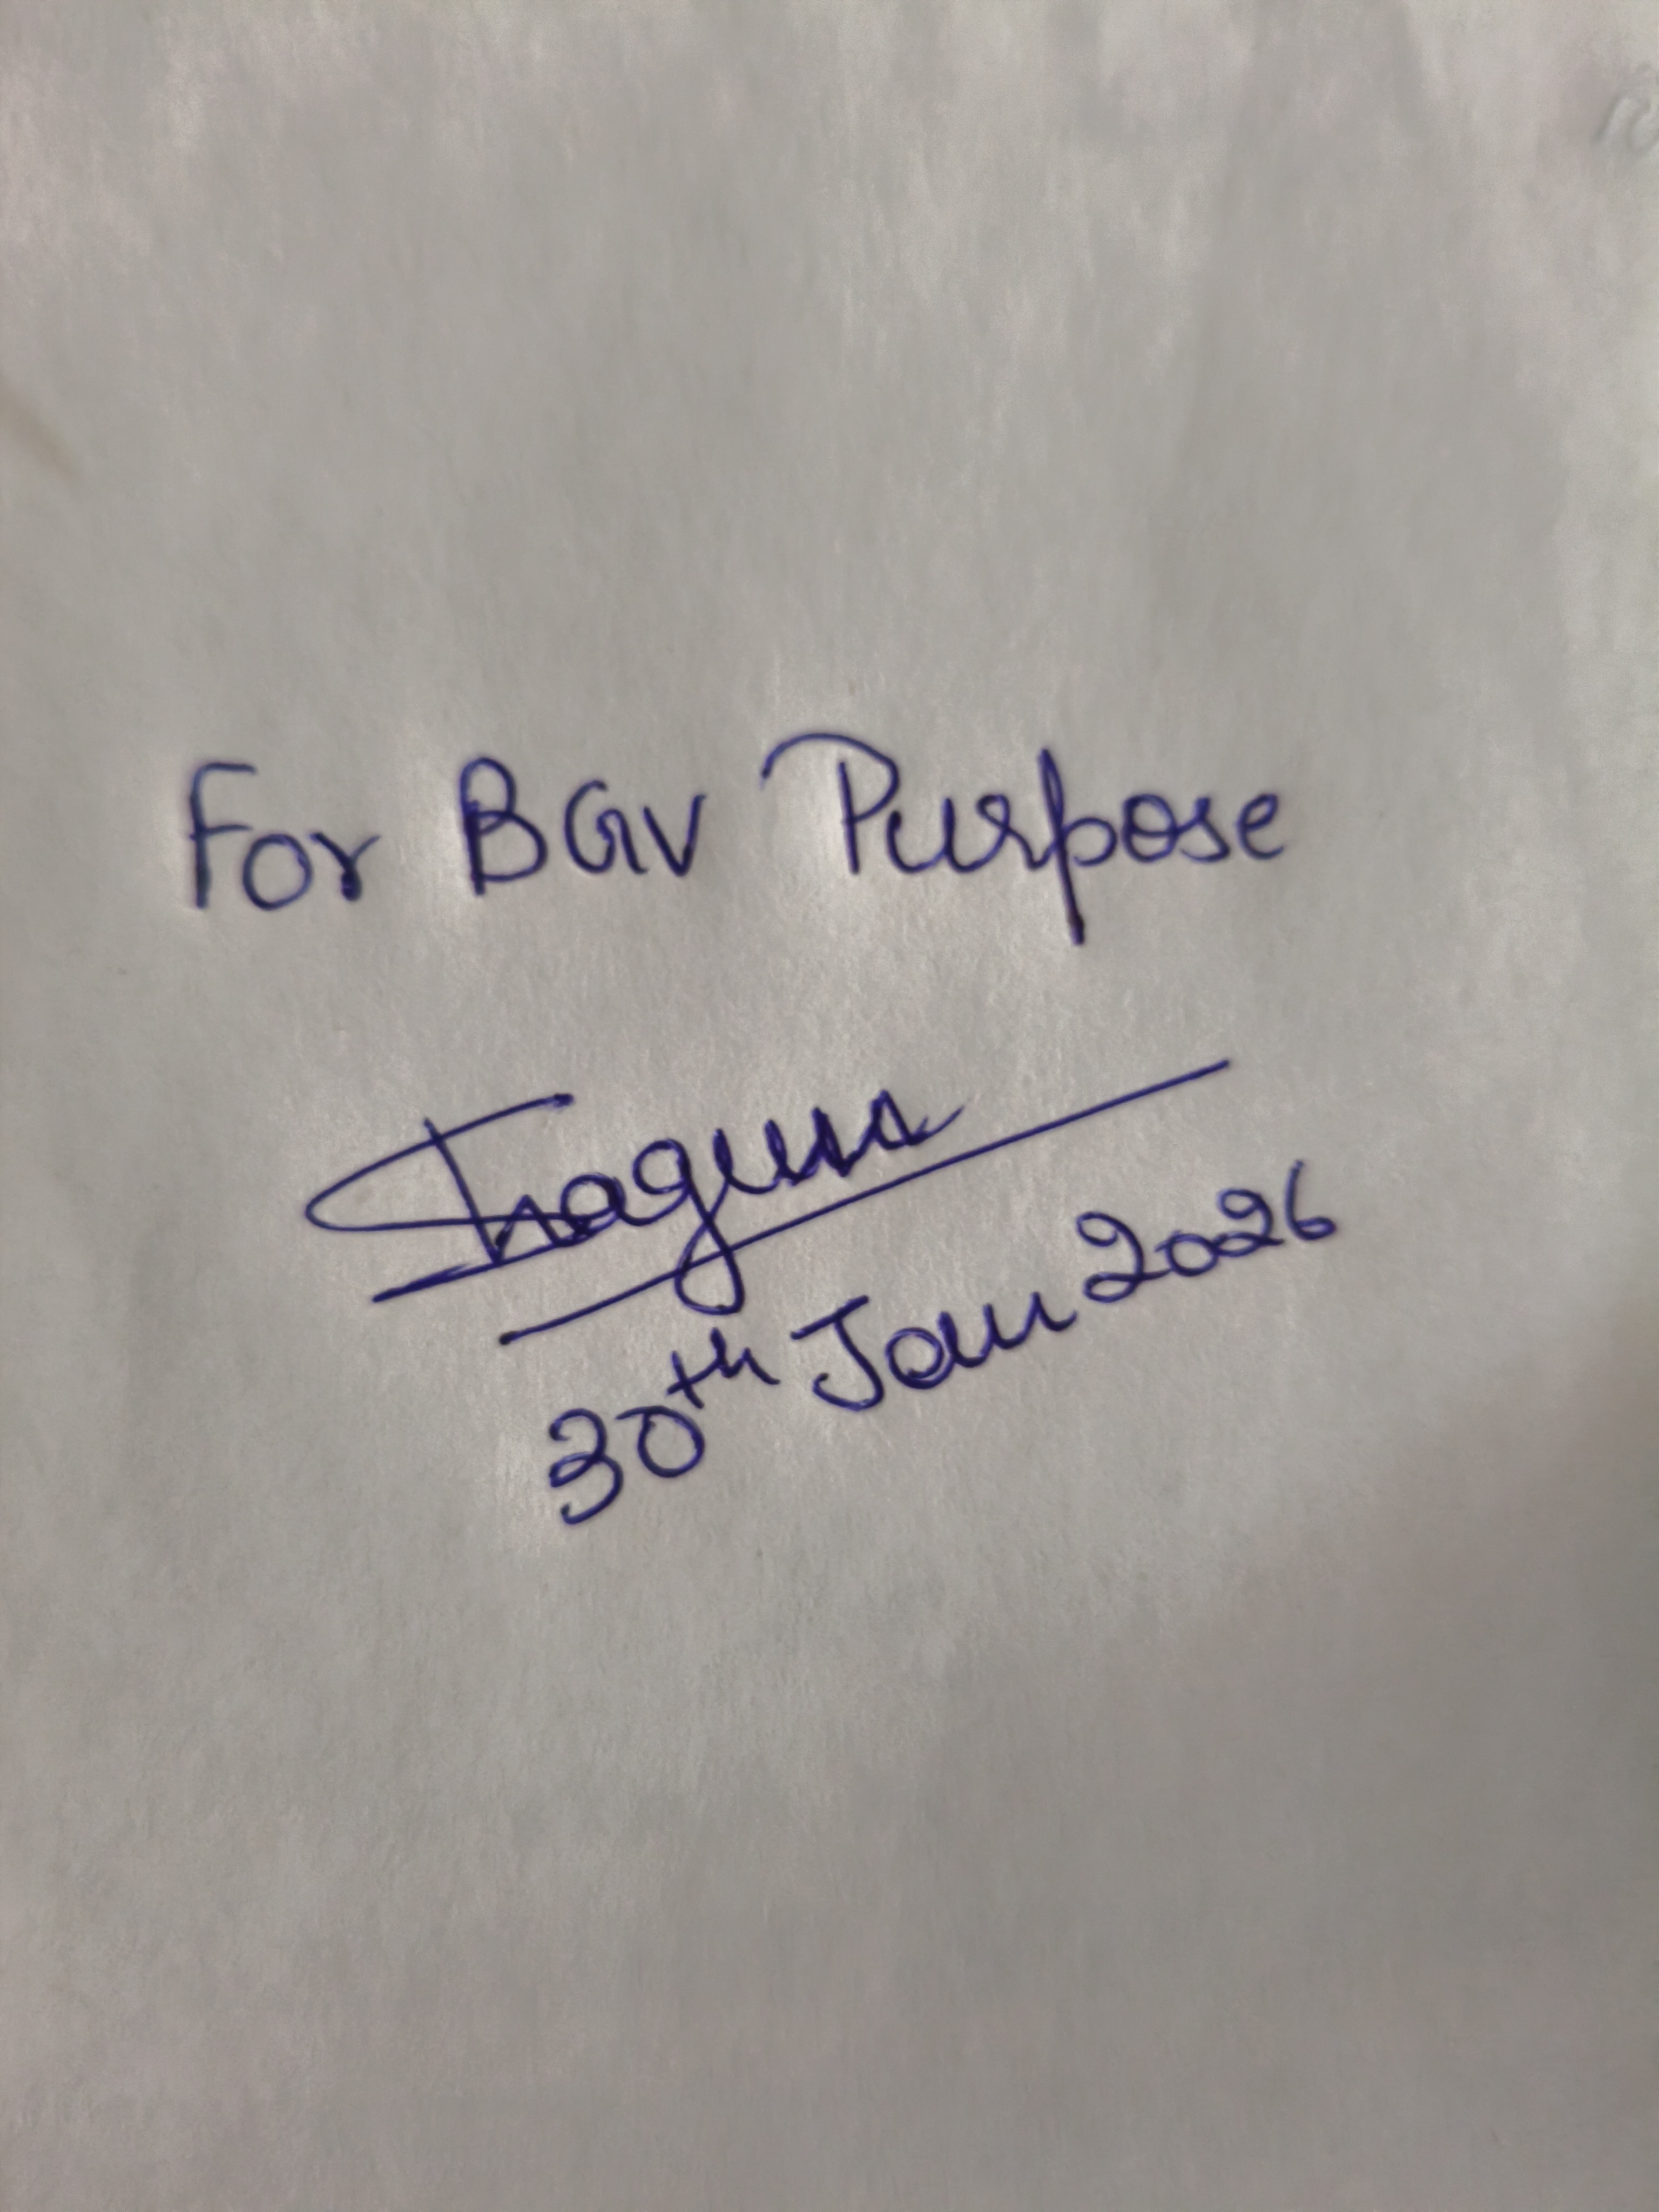 For BGV Purpose
30th Jan 2026